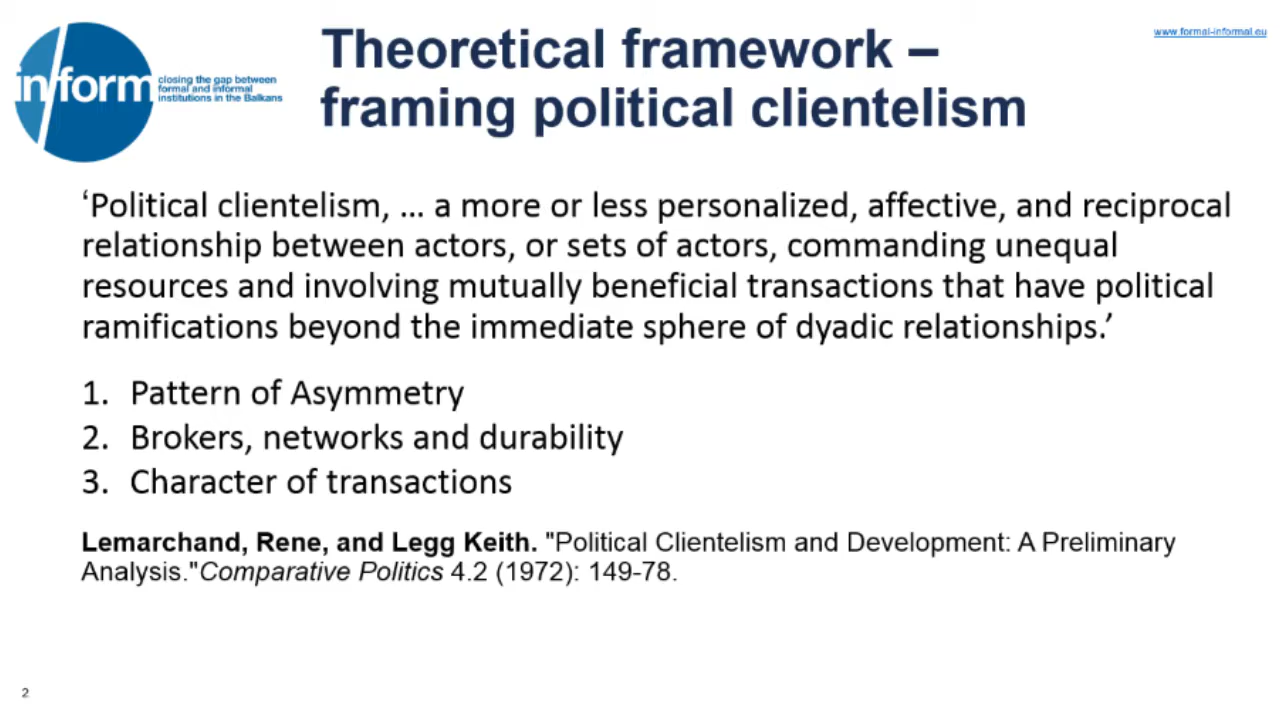 in/form
closing the gap between
formal and informal
institutions in the Balkans
Theoretical framework –
framing political clientelism
www.formal-informal.eu
‘Political clientelism, … a more or less personalized, affective, and reciprocal
relationship between actors, or sets of actors, commanding unequal
resources and involving mutually beneficial transactions that have political
ramifications beyond the immediate sphere of dyadic relationships.’
1. Pattern of Asymmetry
2. Brokers, networks and durability
3. Character of transactions
Lemarchand, Rene, and Legg Keith. "Political Clientelism and Development: A Preliminary
Analysis."Comparative Politics 4.2 (1972): 149-78.
2